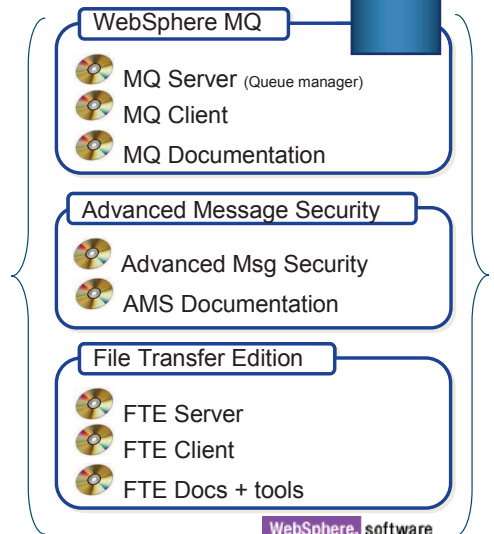 WebSphere MQ
MQ Server (Queue manager)
MQ Client
MQ Documentation
Advanced Message Security
Advanced Msg Security
AMS Documentation
File Transfer Edition
FTE Server
FTE Client
FTE Docs + tools
WebSphere. software